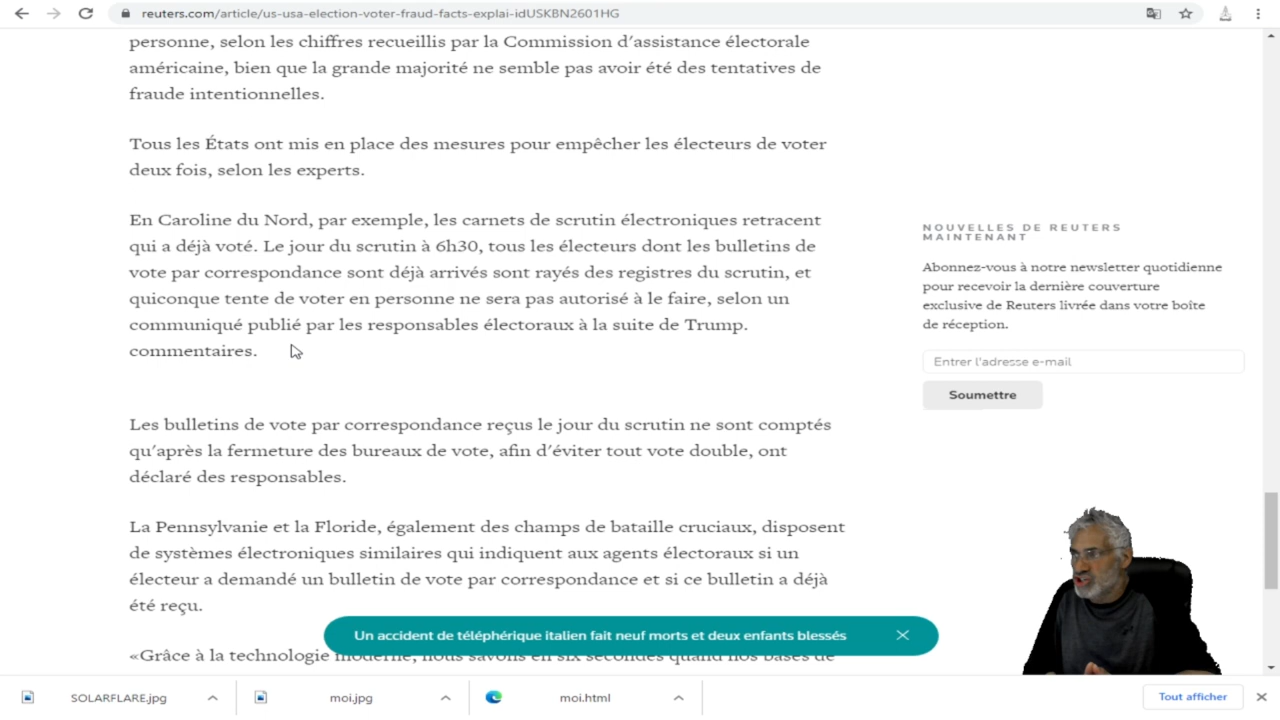 reuters.com/article/us-usa-election-voter-fraud-facts-explai-idUSKBN2601HG
personne, selon les chiffres recueillis par la Commission d'assistance électorale
américaine, bien que la grande majorité ne semble pas avoir été des tentatives de
fraude intentionnelles.
Tous les États ont mis en place des mesures pour empêcher les électeurs de voter
deux fois, selon les experts.
En Caroline du Nord, par exemple, les carnets de scrutin électroniques retracent
qui a déjà voté. Le jour du scrutin à 6h30, tous les électeurs dont les bulletins de
vote par correspondance sont déjà arrivés sont rayés des registres du scrutin, et
quiconque tente de voter en personne ne sera pas autorisé à le faire, selon un
communiqué publié par les responsables électoraux à la suite de Trump.
commentaires.
Les bulletins de vote par correspondance reçus le jour du scrutin ne sont comptés
qu'après la fermeture des bureaux de vote, afin d'éviter tout vote double, ont
déclaré des responsables.
La Pennsylvanie et la Floride, également des champs de bataille cruciaux, disposent
de systèmes électroniques similaires qui indiquent aux agents électoraux si un
électeur a demandé un bulletin de vote par correspondance et si ce bulletin a déjà
été reçu.
«Grâce à la technologie moderne, nous savons en six secondes quand nos bases de
NOUVELLES DE REUTERS
MAINTENANT
Abonnez-vous à notre newsletter quotidienne
pour recevoir la dernière couverture
exclusive de Reuters livrée dans votre boîte
de réception.
Entrer l'adresse e-mail
Soumettre
Un accident de téléphérique italien fait neuf morts et deux enfants blessés
SOLARFLARE.jpg
moi.jpg
moi.html
Tout afficher